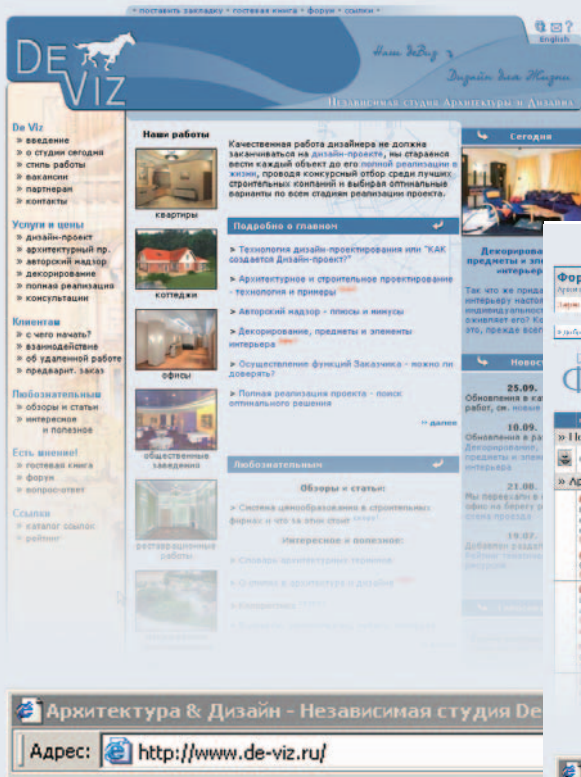 • поставить закладку • гостевая книга • форум • ссылки •
English
DE VIZ
Наш деВиз
Дизайн для Жизни
Независимая студия Архитектуры и Дизайна
De Viz
» введение
» о студии сегодня
» стиль работы
» вакансии
» партнерам
» контакты
Услуги и цены
» дизайн-проект
» архитектурный пр.
» авторский надзор
» декорирование
» полная реализация
» консультации
Клиентам
» с чего начать?
» взаимодействие
» об удаленной работе
» предварит. заказ
Любознательным
» обзоры и статьи
» интересное
и полезное
Есть мнение!
» гостевая книга
» форум
» вопрос-ответ
Ссылки
» каталог ссылок
» рейтинг
Наши работы
квартиры
коттеджи
офисы
общественные
заведения
реставрационные
работы
Качественная работа дизайнера не должна
заканчиваться на дизайн-проекте, мы стараемся
вести каждый объект до его полной реализации в
жизни, проводя конкурсный отбор среди лучших
строительных компаний и выбирая оптимальные
варианты по всем стадиям реализации проекта.
Подробно о главном
» Технология дизайн-проектирования или "КАК
создается Дизайн-проект?"
» Архитектурное и строительное проектирование
- технология и примеры
» Авторский надзор - плюсы и минусы
» Декорирование, предметы и элементы
интерьера
» Осуществление функций Заказчика - можно ли
доверять?
» Полная реализация проекта - поиск
оптимального решения
»» далее
Любознательным
Обзоры и статьи:
» Система ценообразования в строительных
фирмах и что за этим стоит
Интересное и полезное:
» Словарь архитектурных терминов
Сегодня
Декорирова
предметы и эле
интерьер
Так что же прида
интерьеру настоя
индивидуальност
оживляет его? Ко
это, прежде всег
Новос
25.09.
Обновления в ка
работ, см. новые
10.09.
Обновления в ра
Декорирование,
предметы и элем
интерьера
21.08.
Мы переехали в
офис на берегу р
схема проезда
19.07.
Добавлен раздел
Фор
» По
» Ар
Архитектура & Дизайн - Независимая студия De
Адрес: http://www.de-viz.ru/